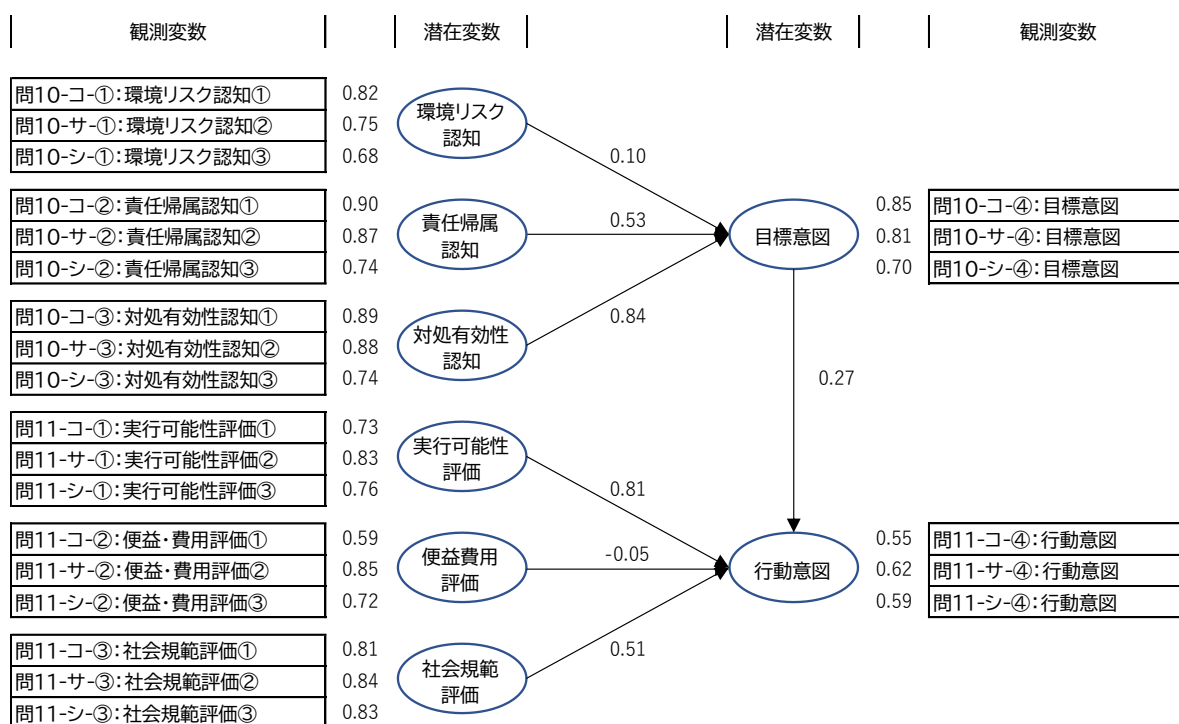 観測変数
潜在変数
潜在変数
観測変数
問10-コ-①:環境リスク認知①
0.82
問10-サ-①:環境リスク認知②
0.75
問10-シ-①:環境リスク認知③
0.68
環境リスク
認知
0.10
問10-コ-②:責任帰属認知①
0.90
問10-サ-②:責任帰属認知②
0.87
問10-シ-②:責任帰属認知③
0.74
責任帰属
認知
0.53
目標意図
0.85
問10-コ-④:目標意図
0.81
問10-サ-④:目標意図
0.70
問10-シ-④:目標意図
問10-コ-③:対処有効性認知①
0.89
問10-サ-③:対処有効性認知②
0.88
問10-シ-③:対処有効性認知③
0.74
対処有効性
認知
0.84
0.27
問11-コ-①:実行可能性評価①
0.73
問11-サ-①:実行可能性評価②
0.83
問11-シ-①:実行可能性評価③
0.76
実行可能性
評価
0.81
問11-コ-②:便益・費用評価①
0.59
問11-サ-②:便益・費用評価②
0.85
問11-シ-②:便益・費用評価③
0.72
便益費用
評価
-0.05
行動意図
0.55
問11-コ-④:行動意図
0.62
問11-サ-④:行動意図
0.59
問11-シ-④:行動意図
問11-コ-③:社会規範評価①
0.81
問11-サ-③:社会規範評価②
0.84
問11-シ-③:社会規範評価③
0.83
社会規範
評価
0.51